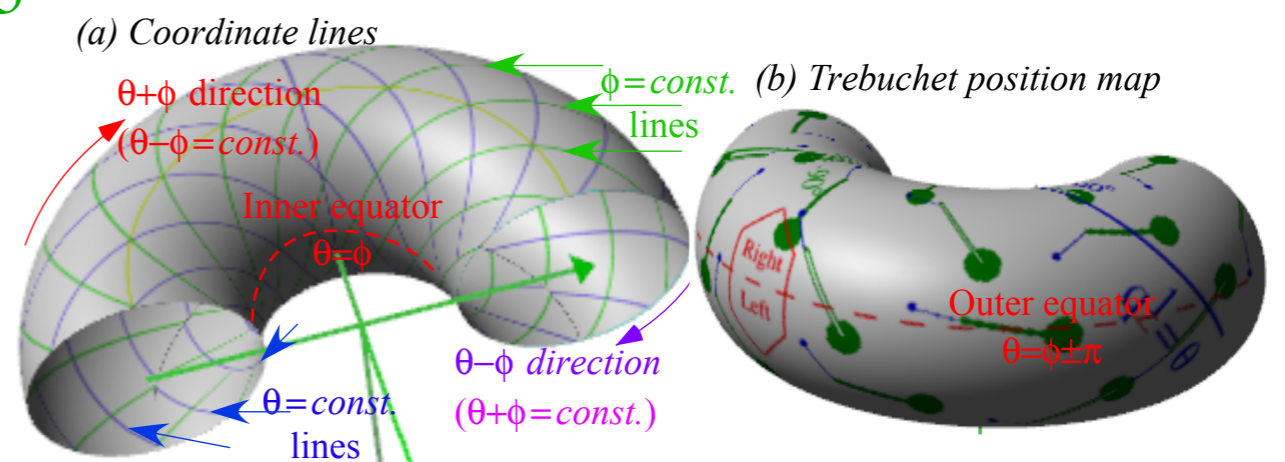 (a) Coordinate lines
θ+φ direction
(θ−φ=const.)
φ=const.
lines
Inner equator
θ=φ
θ−φ direction
(θ+φ=const.)
θ=const.
lines
(b) Trebuchet position map
Right
Left
Outer equator
θ=φ±π